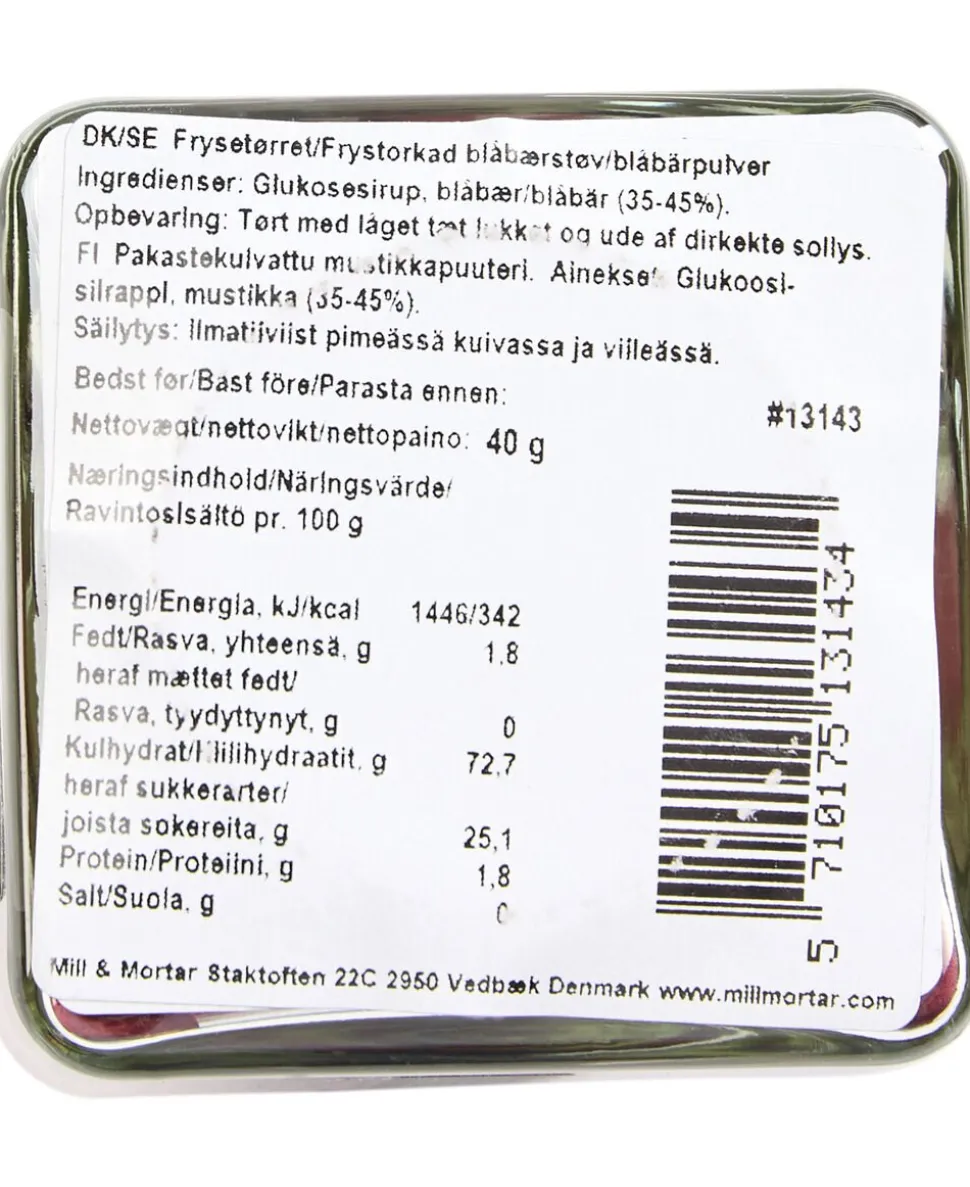 DK/SE Frysetørret/Frystorkad blåbærstøv/blåbärpulver
Ingredienser: Glukosesirup, blåbær/blåbär (35-45%).
Opbevaring: Tørt med låget tæt lukket og ude af dirkekte sollys.
FI Pakastekuivattu mustikkapuuteri. Ainekset Glukoosi-
siirappi, mustikka (35-45%).
Säilytys: ilmatiiviist pimeässä kuivassa ja viileässä.
Bedst før/Bast före/Parasta ennen:
#13143
Nettovægt/nettovikt/nettopaino: 40 g
Næringsindhold/Näringsvärde/
Ravintosisältö pr. 100 g
Energi/Energia, kJ/kcal 1446/342
Fedt/Rasva, yhteensä, g 1,8
heraf mættet fedt/
Rasva, tyydyttynyt, g 0
Kulhydrat/Hiilihydraatit, g 72,7
heraf sukkerarter/
joista sokereita, g 25,1
Protein/Proteiini, g 1,8
Salt/Suola, g 0
Mill & Mortar Staktoften 22C 2950 Vedbæk Denmark www.millmortar.com
5 710175 131434